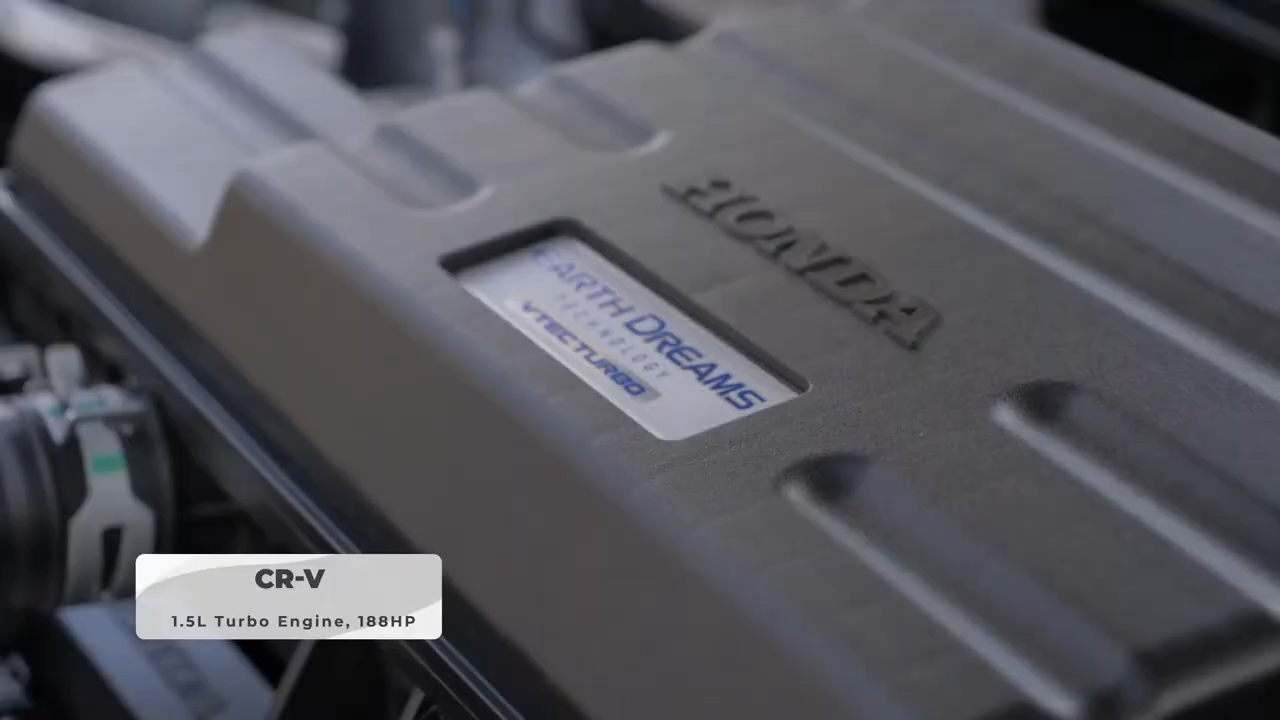 HONDA
EARTH DREAMS
TECHNOLOGY
VTEC TURBO
CR-V
1.5L Turbo Engine, 188HP